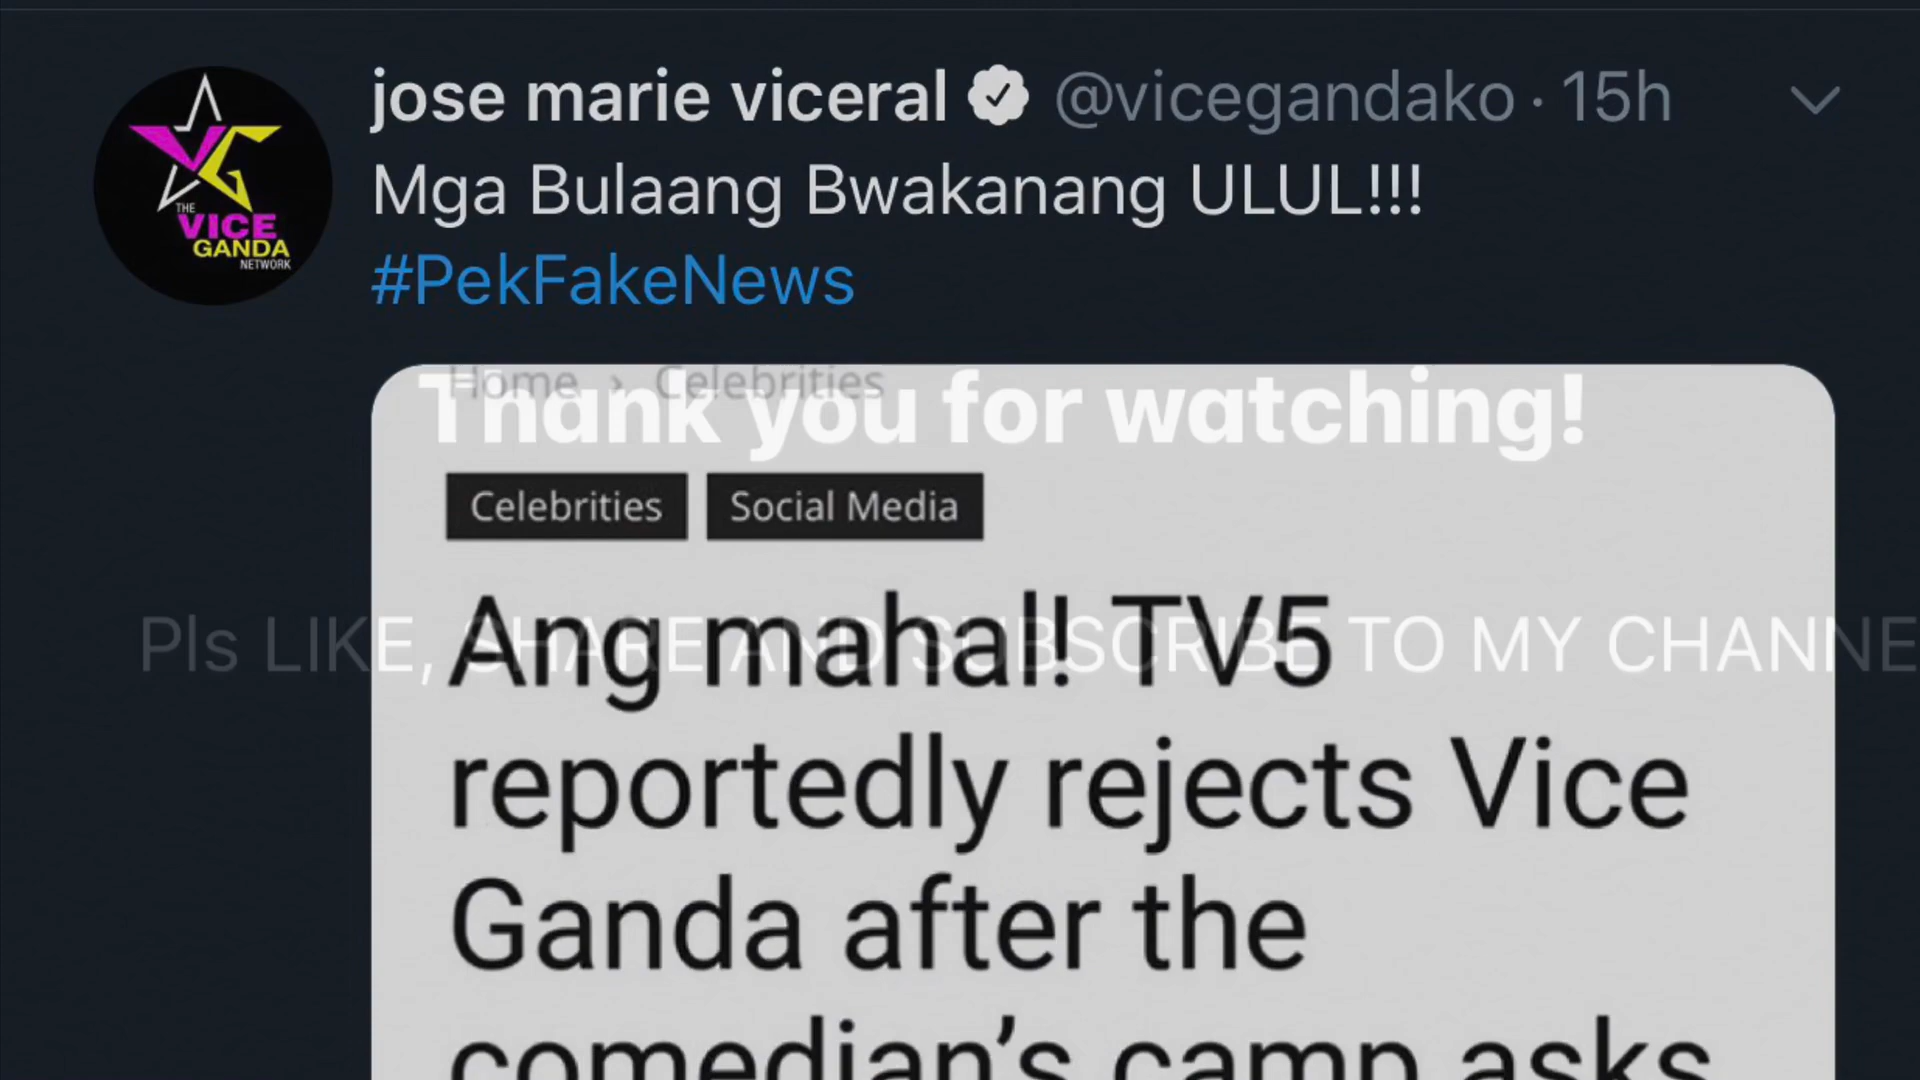 jose marie viceral @vicegandako · 15h
Mga Bulaang Bwakanang ULUL!!!
#PekFakeNews
THE
VICE
GANDA
NETWORK
Home > Celebrities
Thank you for watching!
Celebrities Social Media
Pls LIKE, SHARE AND SUBSCRIBE TO MY CHANNE
Ang mahal! TV5
reportedly rejects Vice
Ganda after the
comedian's camp asks